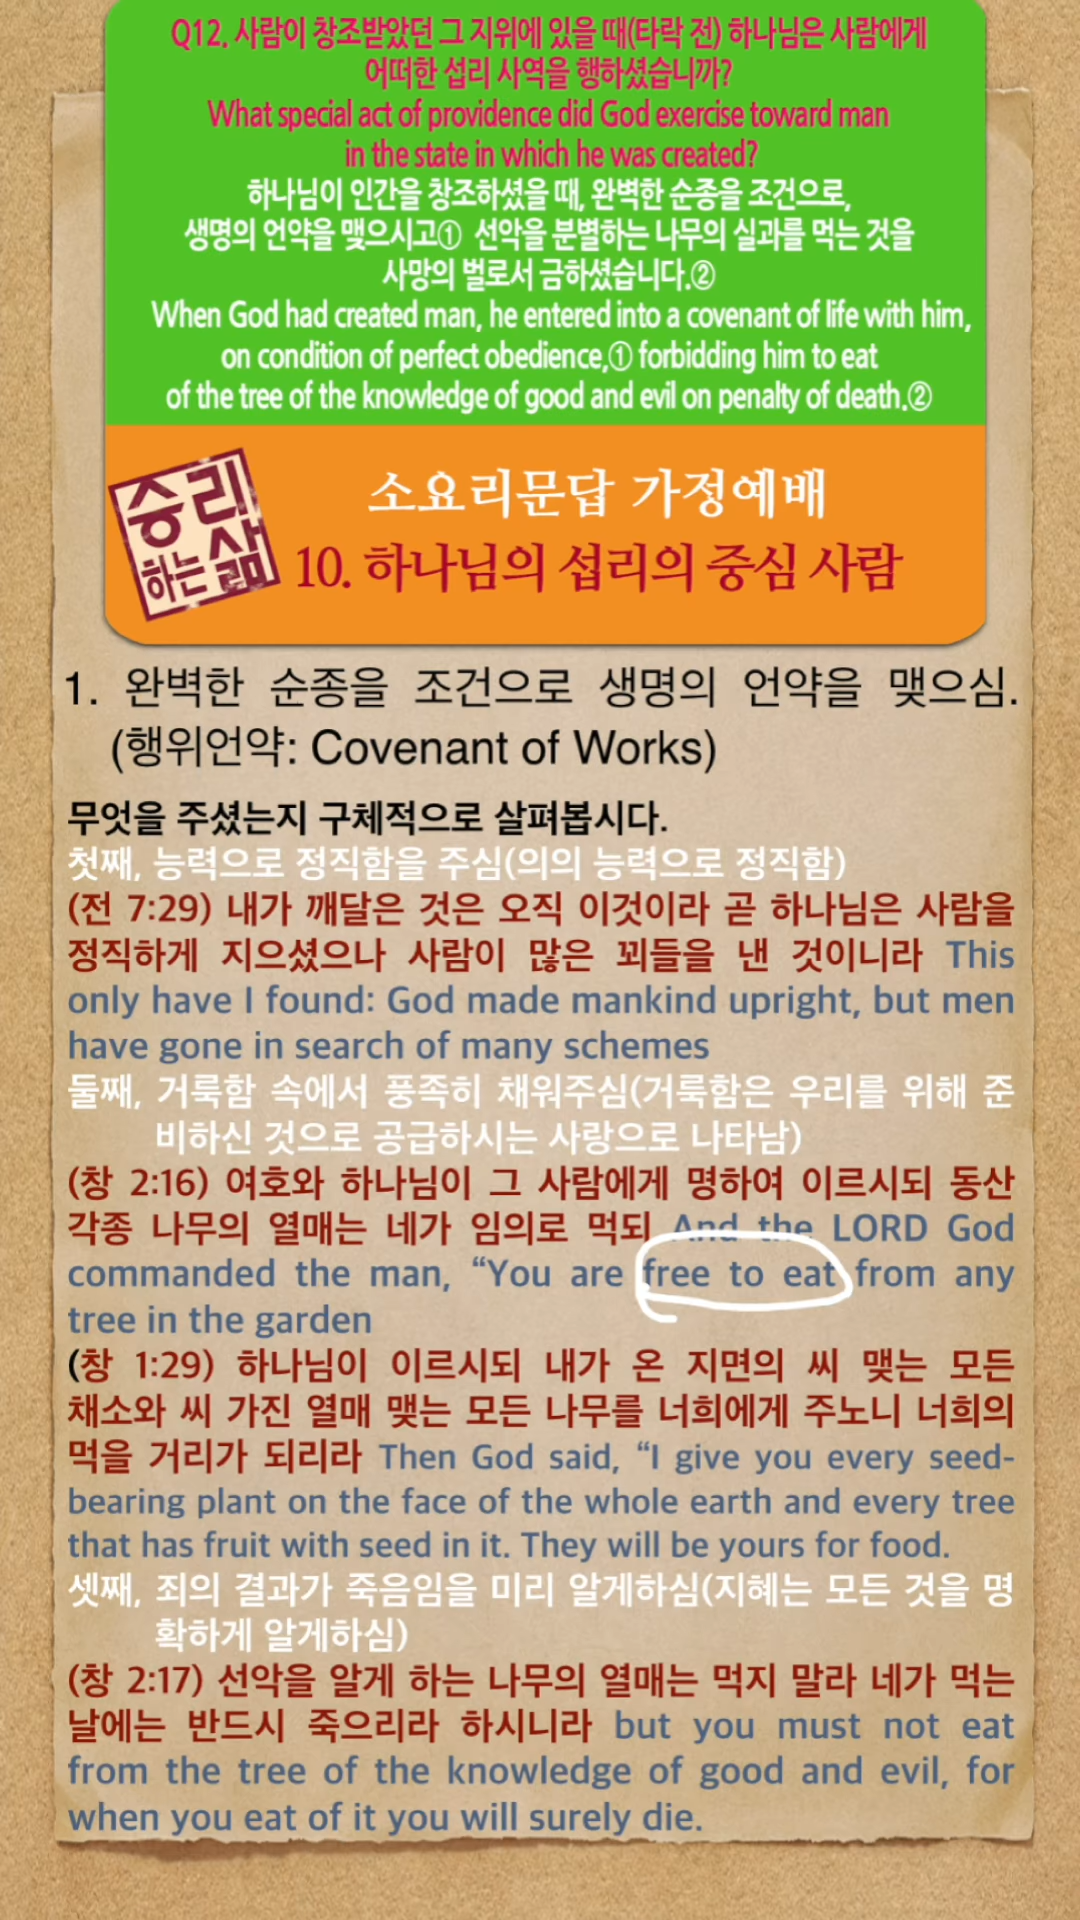 Q12. 사람이 창조받았던 그 지위에 있을 때(타락 전) 하나님은 사람에게
어떠한 섭리 사역을 행하셨습니까?
What special act of providence did God exercise toward man
in the state in which he was created?
하나님이 인간을 창조하셨을 때, 완벽한 순종을 조건으로,
생명의 언약을 맺으시고① 선악을 분별하는 나무의 실과를 먹는 것을
사망의 벌로서 금하셨습니다.②
When God had created man, he entered into a covenant of life with him,
on condition of perfect obedience,① forbidding him to eat
of the tree of the knowledge of good and evil on penalty of death.②
승리
하는 삶
소요리문답 가정예배
10. 하나님의 섭리의 중심 사람
1. 완벽한 순종을 조건으로 생명의 언약을 맺으심.
(행위언약: Covenant of Works)
무엇을 주셨는지 구체적으로 살펴봅시다.
첫째, 능력으로 정직함을 주심(의의 능력으로 정직함)
(전 7:29) 내가 깨달은 것은 오직 이것이라 곧 하나님은 사람을
정직하게 지으셨으나 사람이 많은 꾀들을 낸 것이니라 This
only have I found: God made mankind upright, but men
have gone in search of many schemes
둘째, 거룩함 속에서 풍족히 채워주심(거룩함은 우리를 위해 준
비하신 것으로 공급하시는 사랑으로 나타남)
(창 2:16) 여호와 하나님이 그 사람에게 명하여 이르시되 동산
각종 나무의 열매는 네가 임의로 먹되 And the LORD God
commanded the man, “You are free to eat from any
tree in the garden
(창 1:29) 하나님이 이르시되 내가 온 지면의 씨 맺는 모든
채소와 씨 가진 열매 맺는 모든 나무를 너희에게 주노니 너희의
먹을 거리가 되리라 Then God said, “I give you every seed-
bearing plant on the face of the whole earth and every tree
that has fruit with seed in it. They will be yours for food.
셋째, 죄의 결과가 죽음임을 미리 알게하심(지혜는 모든 것을 명
확하게 알게하심)
(창 2:17) 선악을 알게 하는 나무의 열매는 먹지 말라 네가 먹는
날에는 반드시 죽으리라 하시니라 but you must not eat
from the tree of the knowledge of good and evil, for
when you eat of it you will surely die.